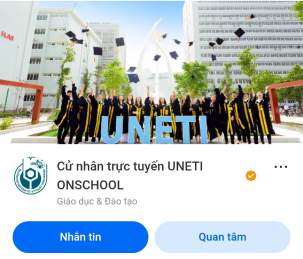 UNETI
Cử nhân trực tuyến UNETI
ONSCHOOL
Giáo dục & Đào tạo
Nhắn tin
Quan tâm